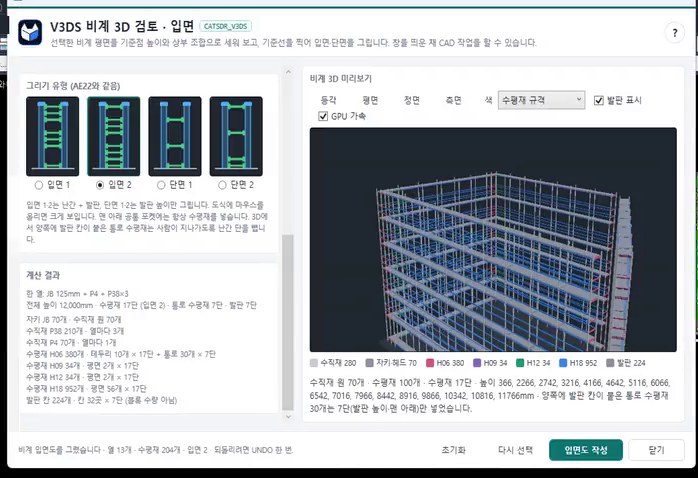 V3DS 비계 3D 검토 · 입면
CATSDR_V3DS
선택한 비계 평면을 기준점 높이와 상부 조합으로 세워 보고, 기준선을 찍어 입면·단면을 그립니다. 창을 띄운 채 CAD 작업을 할 수 있습니다.
?
그리기 유형 (AE22와 같음)
입면 1
입면 2
단면 1
단면 2
입면 1·2는 난간 + 발판, 단면 1·2는 발판 높이만 그립니다. 도식에 마우스를
올리면 크게 보입니다. 맨 아래 공통 포켓에는 항상 수평재를 넣습니다. 3D에
서 양쪽에 발판 칸이 붙은 통로 수평재는 사람이 지나가도록 난간 단을 뺍니
다.
계산 결과
한 열: JB 125mm + P4 + P38×3
전체 높이 12,000mm · 수평재 17단 (입면 2) · 통로 수평재 7단 · 발판 7단
자키 JB 70개 · 수직재 원 70개
수직재 P38 210개 · 열마다 3개
수직재 P4 70개 · 열마다 1개
수평재 H06 380개 · 테두리 10개 × 17단 + 통로 30개 × 7단
수평재 H09 34개 · 평면 2개 × 17단
수평재 H12 34개 · 평면 2개 × 17단
수평재 H18 952개 · 평면 56개 × 17단
발판 칸 224개 · 칸 32곳 × 7단 (블록 수량 아님)
비계 3D 미리보기
등각
평면
정면
측면
색
수평재 규격
발판 표시
GPU 가속
수직재 280
자키·헤드 70
H06 380
H09 34
H12 34
H18 952
발판 224
수직재 원 70개 · 수평재 100개 · 수평재 17단 · 높이 366, 2266, 2742, 3216, 4166, 4642, 5116, 6066,
6542, 7016, 7966, 8442, 8916, 9866, 10342, 10816, 11766mm · 양쪽에 발판 칸이 붙은 통로 수평재
30개는 7단(발판 높이·맨 아래)만 넣었습니다.
비계 입면도를 그렸습니다 · 열 13개 · 수평재 204개 · 입면 2 · 되돌리려면 UNDO 한 번.
초기화
다시 선택
입면도 작성
닫기